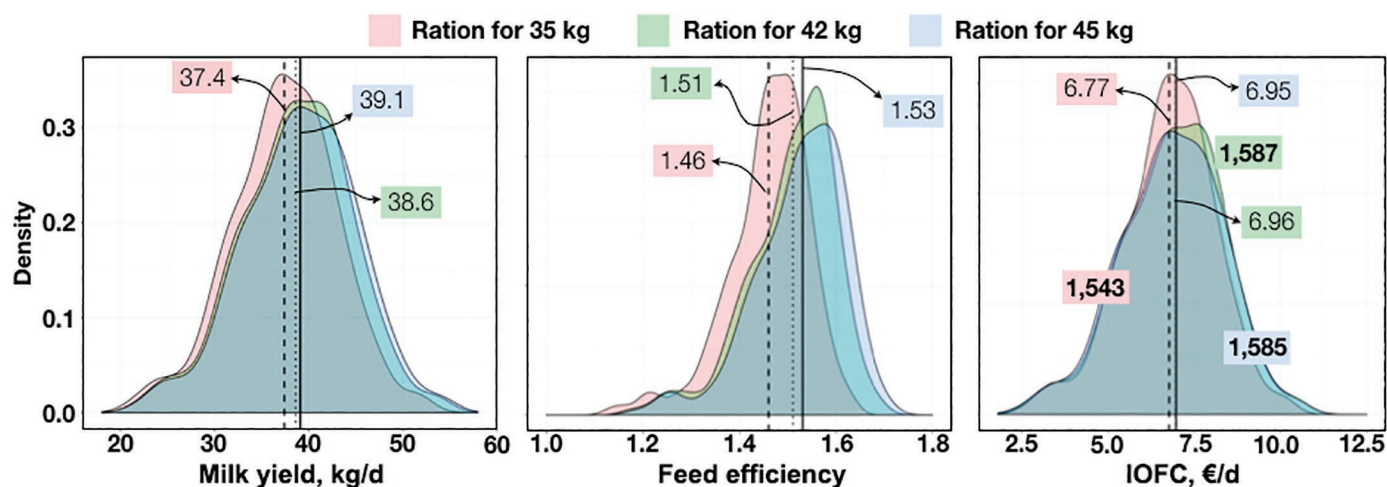 Ration for 35 kg Ration for 42 kg Ration for 45 kg
37.4
39.1
38.6
0.3
0.2
0.1
0.0
Density
20 30 40 50 60
Milk yield, kg/d
1.51
1.53
1.46
1.0 1.2 1.4 1.6 1.8
Feed efficiency
6.77
6.95
1,587
6.96
1,543
1,585
2.5 5.0 7.5 10.0 12.5
IOFC, €/d